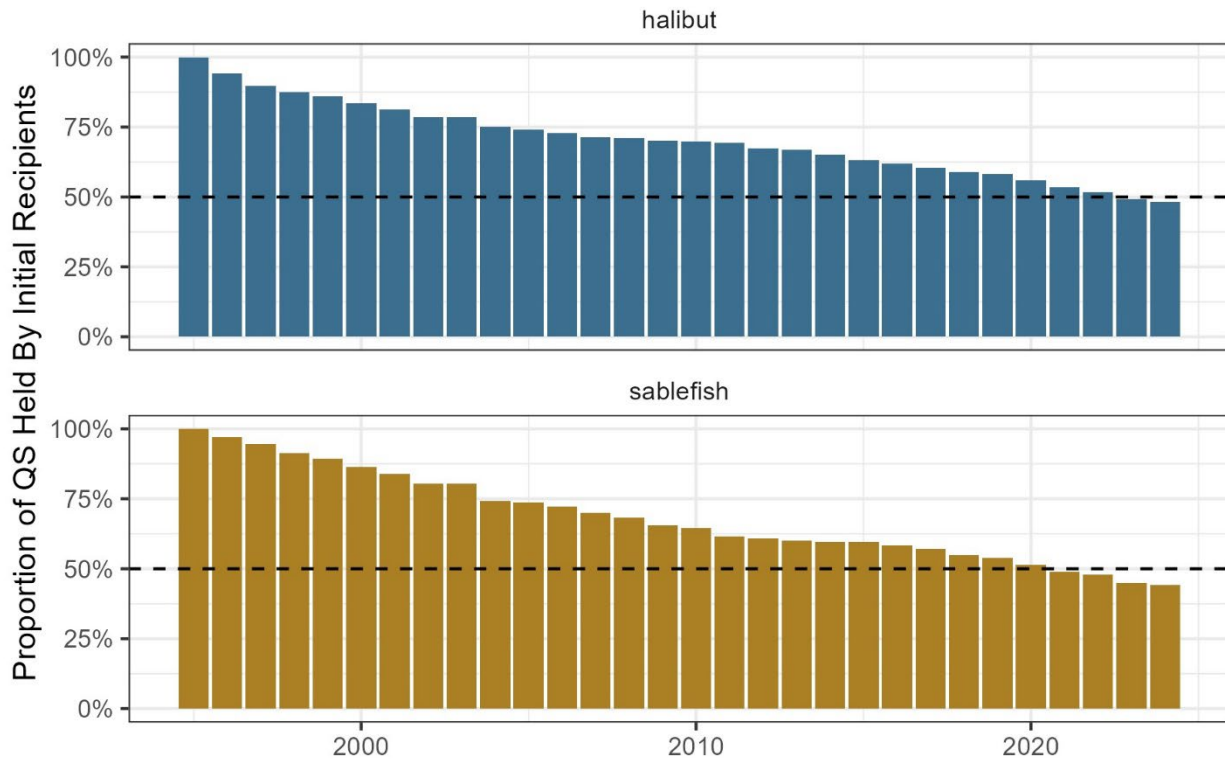 Proportion of QS Held By Initial Recipients
halibut
100%
75%
50%
25%
0%
sablefish
100%
75%
50%
25%
0%
2000 2010 2020